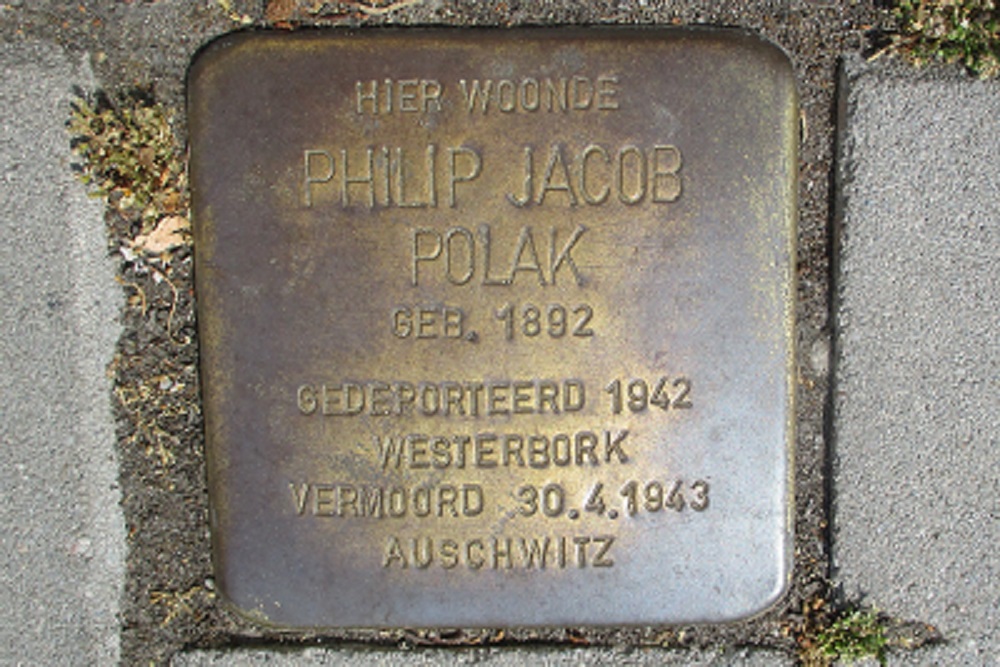 HIER WOONDE
PHILIP JACOB
POLAK
GEB. 1892
GEDEPORTEERD 1942
WESTERBORK
VERMOORD 30.4.1943
AUSCHWITZ